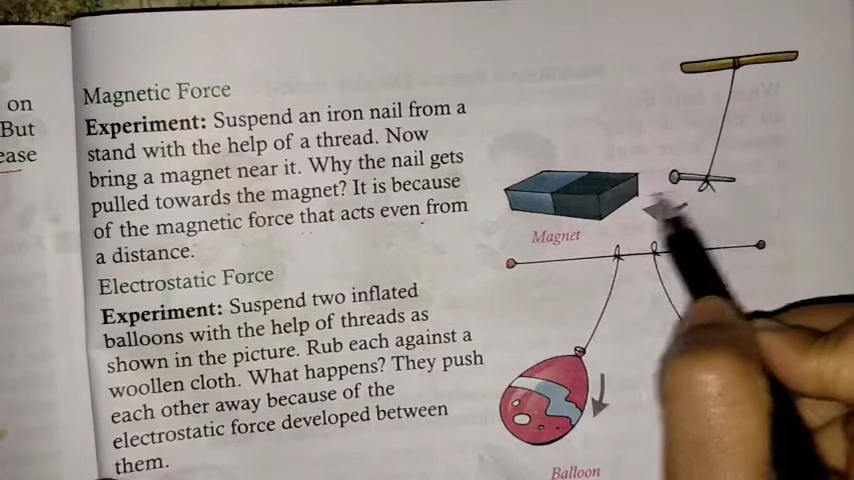 on
But
ease
Magnetic Force
Experiment: Suspend an iron nail from a
stand with the help of a thread. Now
bring a magnet near it. Why the nail gets
pulled towards the magnet? It is because
of the magnetic force that acts even from
a distance.
Electrostatic Force
Experiment: Suspend two inflated
balloons with the help of threads as
shown in the picture. Rub each against a
woollen cloth. What happens? They push
each other away because of the
electrostatic force developed between
them.
Magnet
Balloon